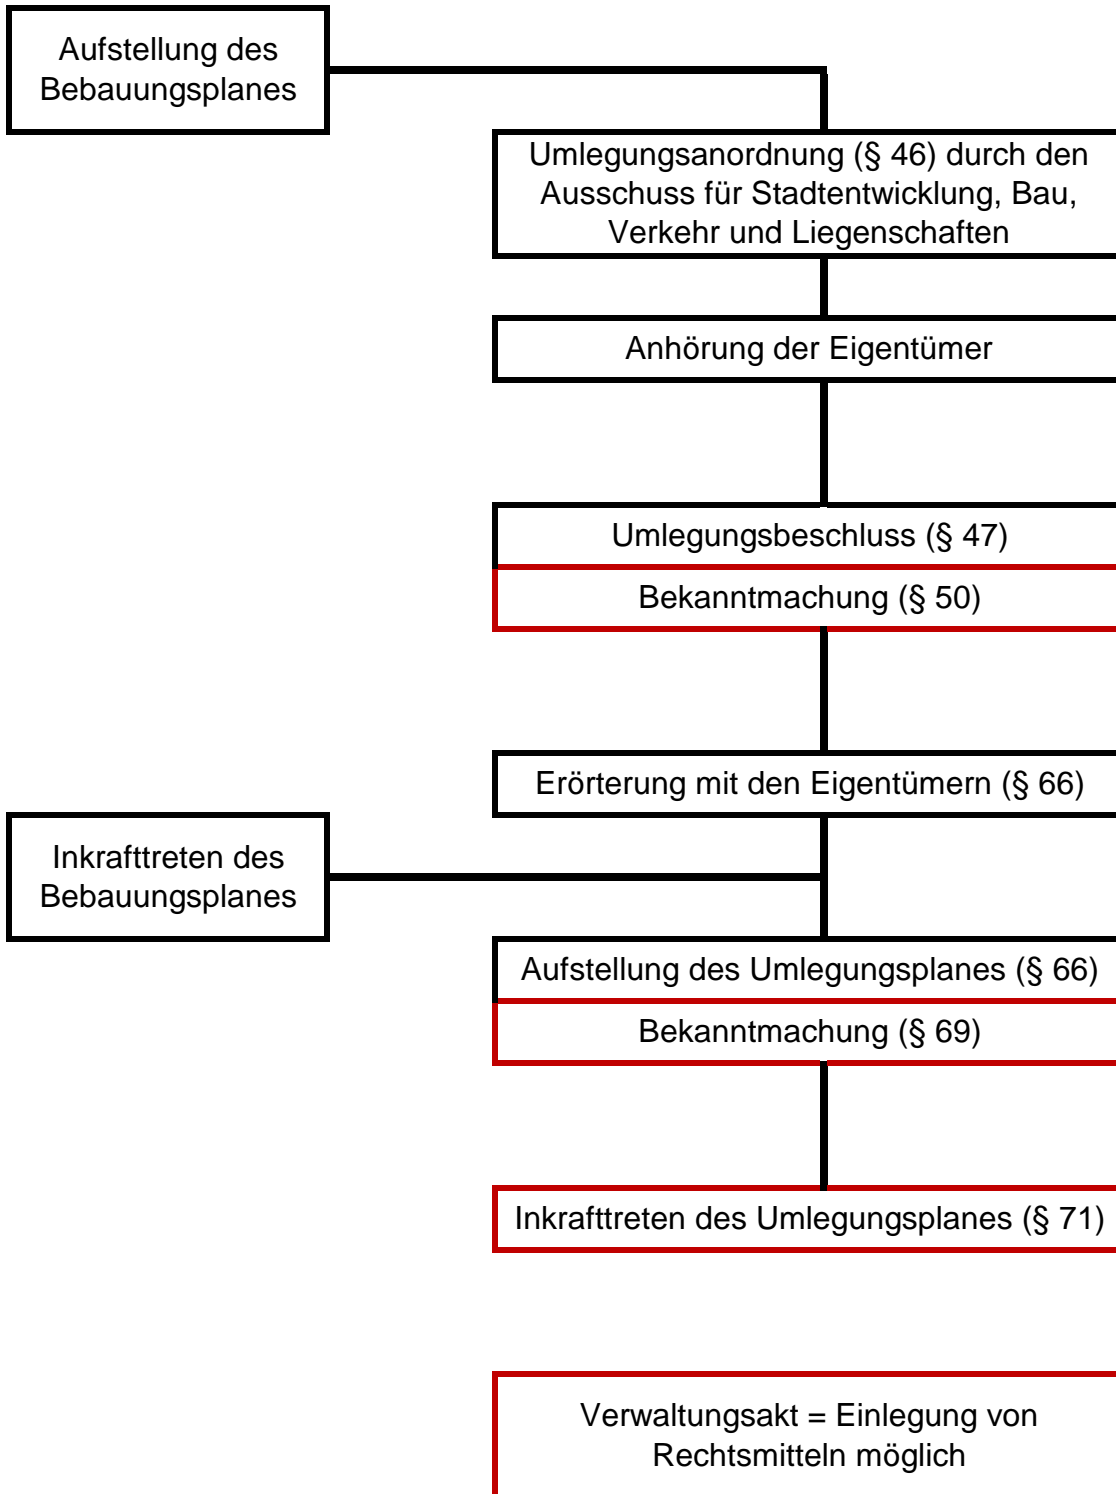 Aufstellung des
Bebauungsplanes
Umlegungsanordnung (§ 46) durch den
Ausschuss für Stadtentwicklung, Bau,
Verkehr und Liegenschaften
Anhörung der Eigentümer
Umlegungsbeschluss (§ 47)
Bekanntmachung (§ 50)
Erörterung mit den Eigentümern (§ 66)
Inkrafttreten des
Bebauungsplanes
Aufstellung des Umlegungsplanes (§ 66)
Bekanntmachung (§ 69)
Inkrafttreten des Umlegungsplanes (§ 71)
Verwaltungsakt = Einlegung von
Rechtsmitteln möglich